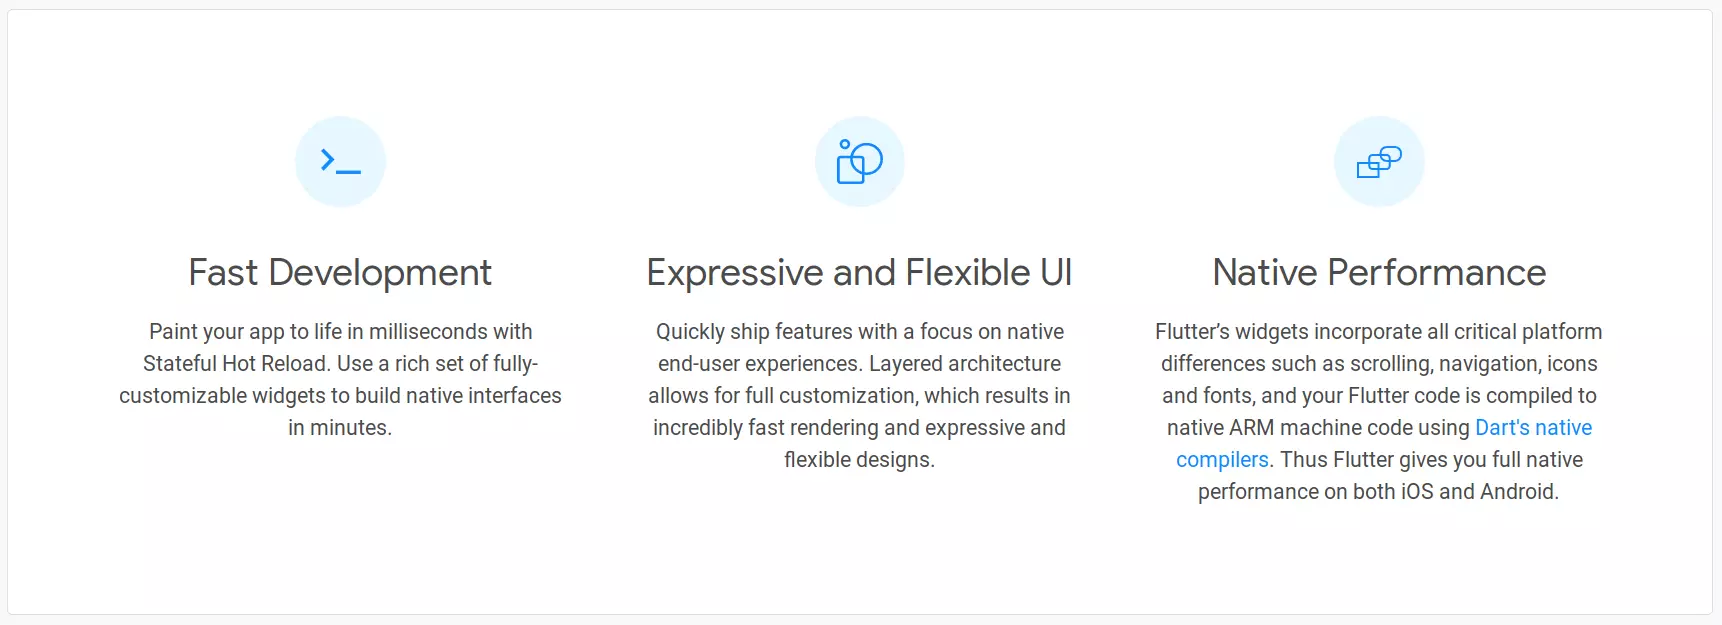 Fast Development
Paint your app to life in milliseconds with
Stateful Hot Reload. Use a rich set of fully-
customizable widgets to build native interfaces
in minutes.
Expressive and Flexible UI
Quickly ship features with a focus on native
end-user experiences. Layered architecture
allows for full customization, which results in
incredibly fast rendering and expressive and
flexible designs.
Native Performance
Flutter’s widgets incorporate all critical platform
differences such as scrolling, navigation, icons
and fonts, and your Flutter code is compiled to
native ARM machine code using Dart's native
compilers. Thus Flutter gives you full native
performance on both iOS and Android.